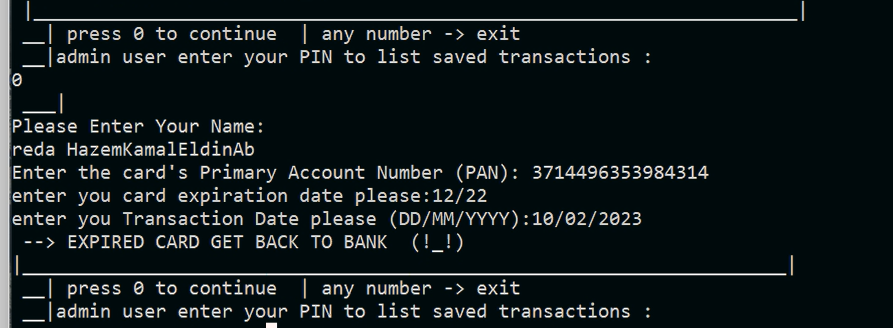 |______________________________________________________________|
__| press 0 to continue | any number -> exit
__|admin user enter your PIN to list saved transactions :
0
___|
Please Enter Your Name:
reda HazemKamalEldinAb
Enter the card's Primary Account Number (PAN): 3714496353984314
enter you card expiration date please:12/22
enter you Transaction Date please (DD/MM/YYYY):10/02/2023
--> EXPIRED CARD GET BACK TO BANK (!_!)
|______________________________________________________________|
__| press 0 to continue | any number -> exit
__|admin user enter your PIN to list saved transactions :